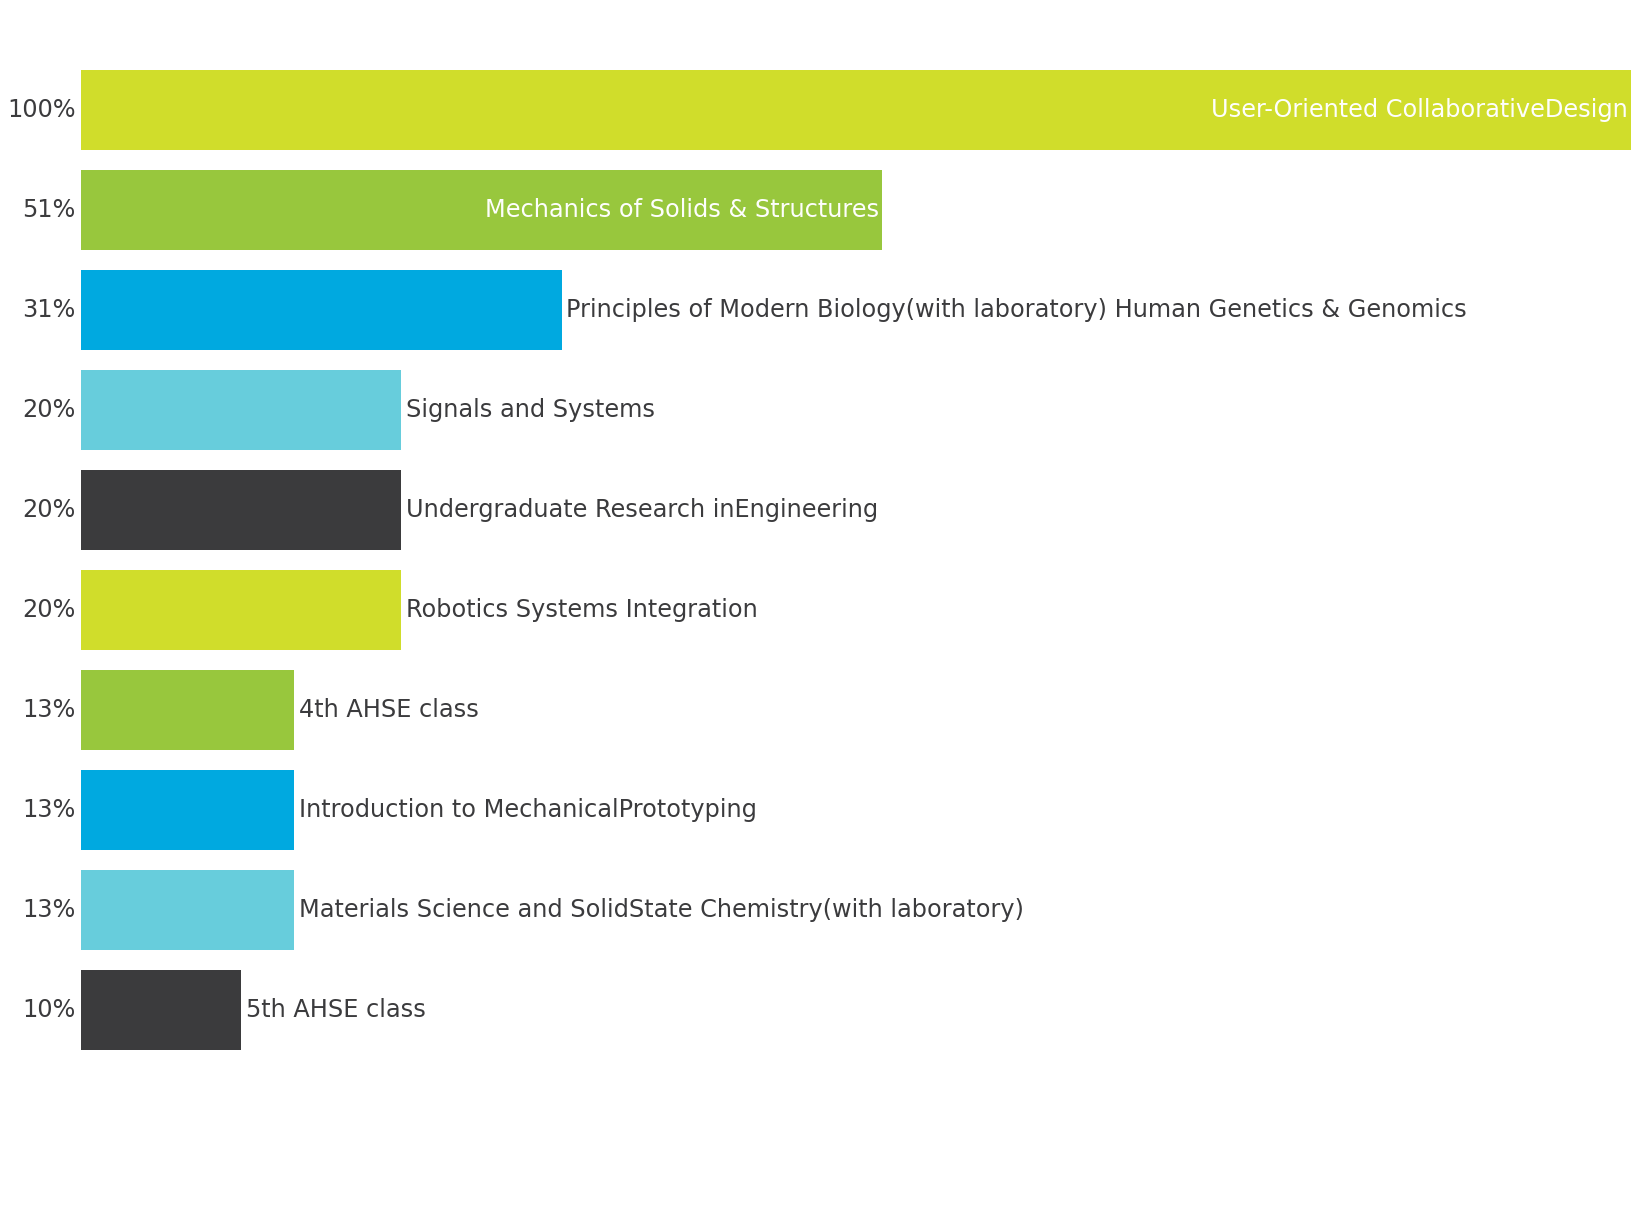 100% User-Oriented CollaborativeDesign
51% Mechanics of Solids & Structures
31% Principles of Modern Biology(with laboratory) Human Genetics & Genomics
20% Signals and Systems
20% Undergraduate Research inEngineering
20% Robotics Systems Integration
13% 4th AHSE class
13% Introduction to MechanicalPrototyping
13% Materials Science and SolidState Chemistry(with laboratory)
10% 5th AHSE class